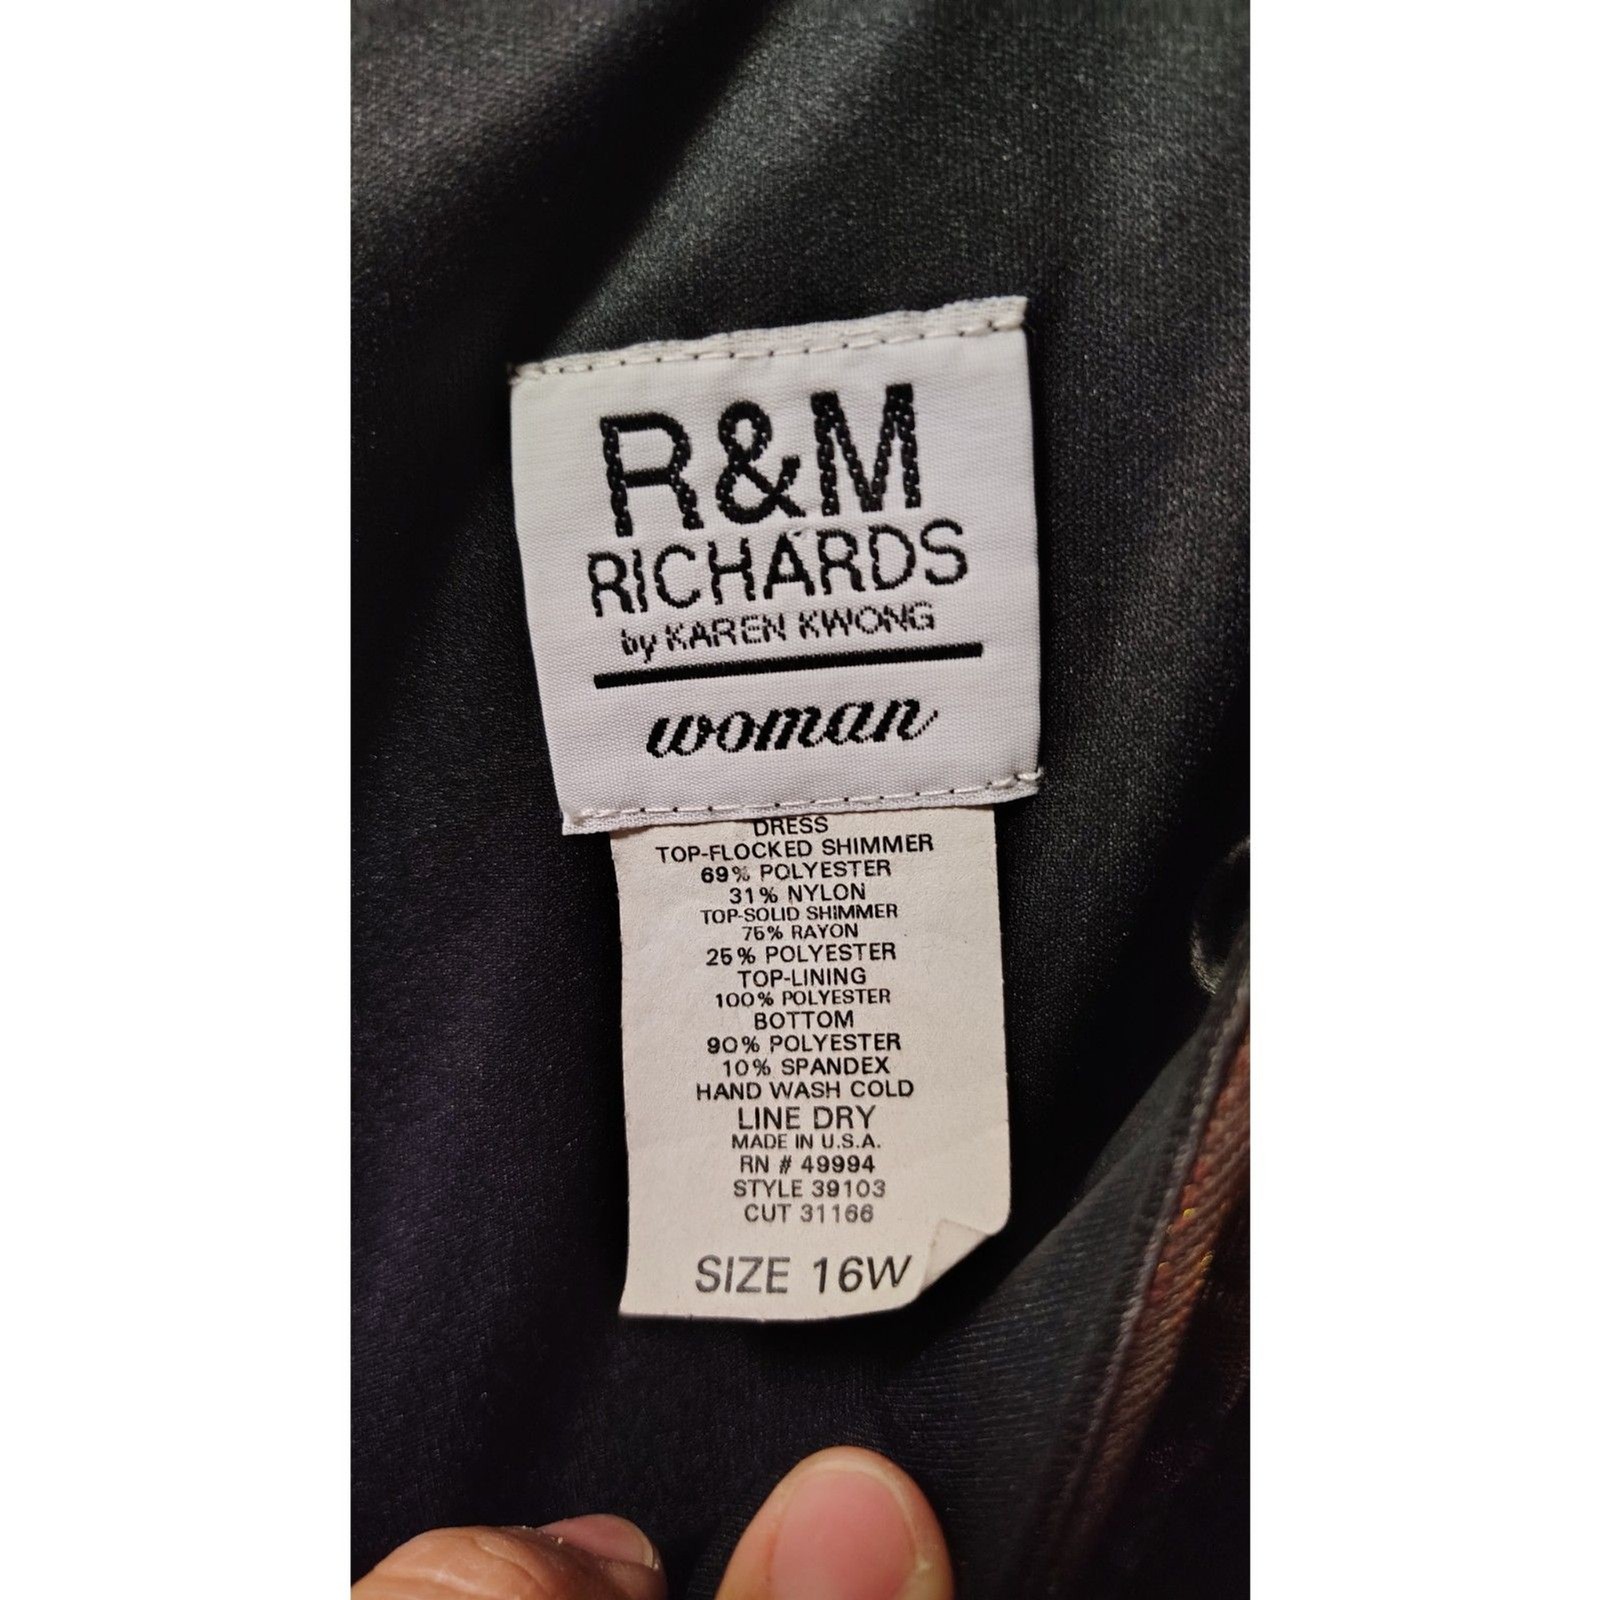 R&M
RICHARDS
by KAREN KWONG
woman
DRESS
TOP-FLOCKED SHIMMER
69% POLYESTER
31% NYLON
TOP-SOLID SHIMMER
75% RAYON
25% POLYESTER
TOP-LINING
100% POLYESTER
BOTTOM
90% POLYESTER
10% SPANDEX
HAND WASH COLD
LINE DRY
MADE IN U.S.A.
RN # 49994
STYLE 39103
CUT 31166
SIZE 16W